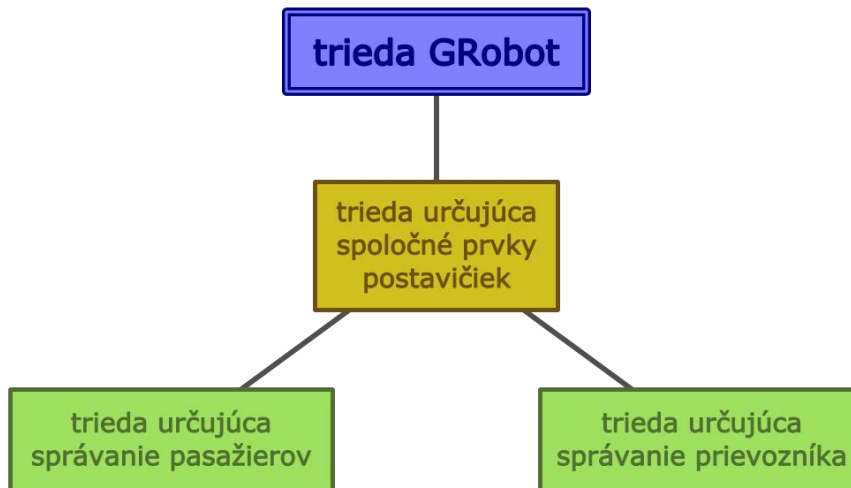 trieda GRobot
trieda určujúca
spoločné prvky
postavičiek
trieda určujúca
správanie pasažierov
trieda určujúca
správanie prievozníka